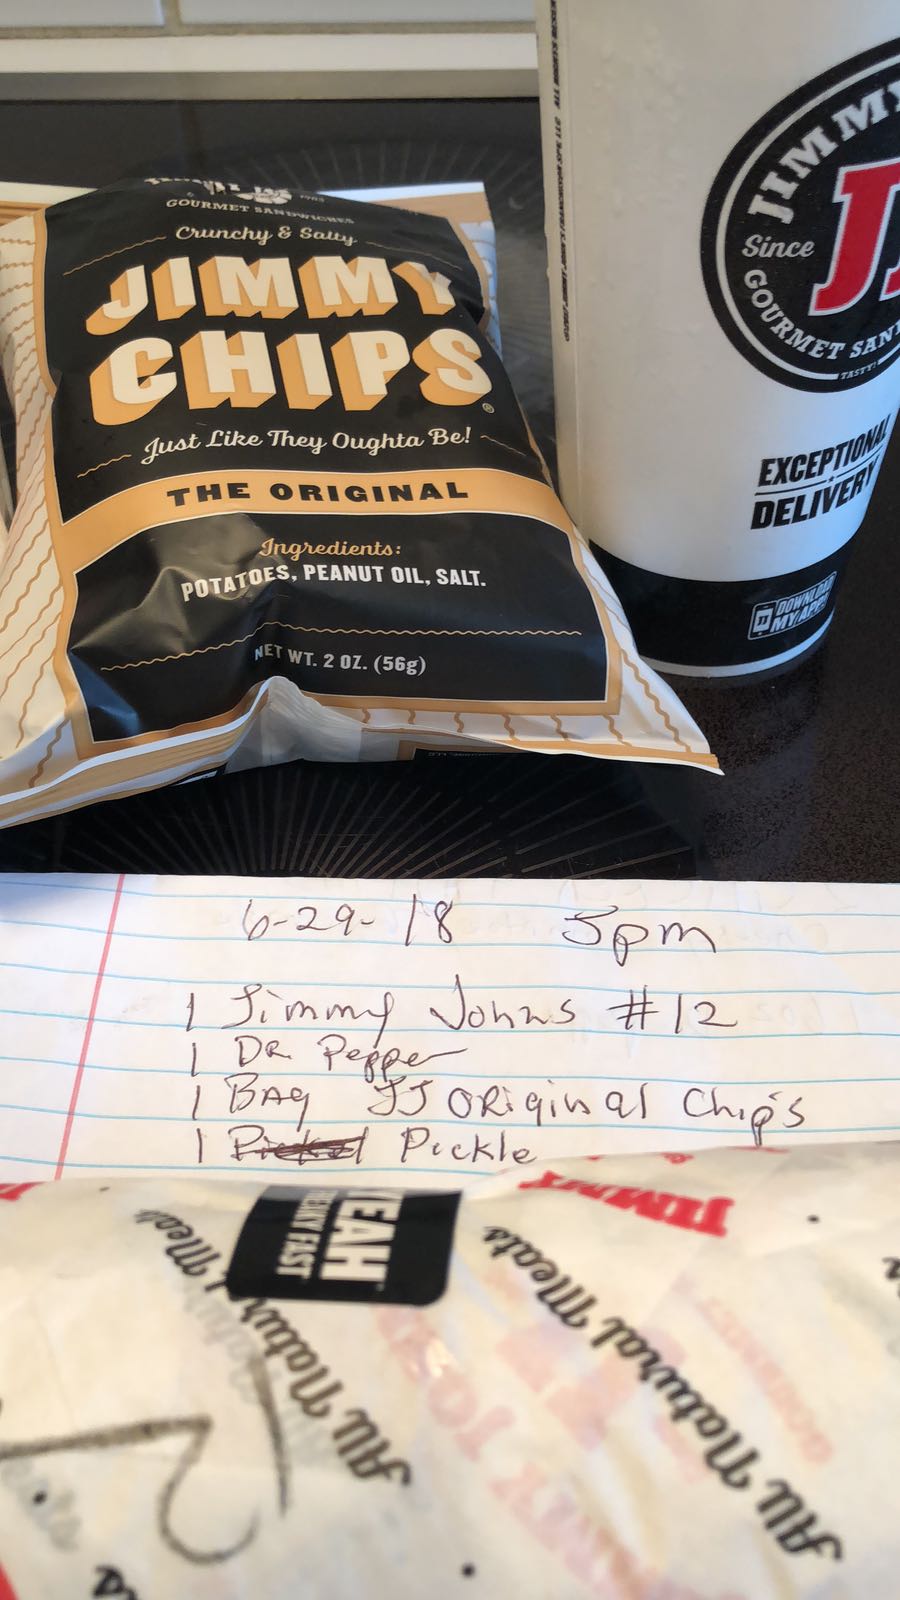 GOURMET SANDWICHES
Crunchy & Salty
JIMMY
CHIPS®
Just Like They Oughta Be!
THE ORIGINAL
Ingredients:
POTATOES, PEANUT OIL, SALT.
NET WT. 2 OZ. (56g)
JIMMY
Since
JJ
GOURMET SAN
TASTY!
EXCEPTIONAL
DELIVERY
DOWNLOAD
MY APP!
6-29-18 5pm
1 Jimmy Johns #12
1 DR. Pepper
1 BAg JJ ORiginal Chip's
1 Pickle
JIMMY
YEAH
FREAKY FAST
All Natural Meats
All Natural Meats
12